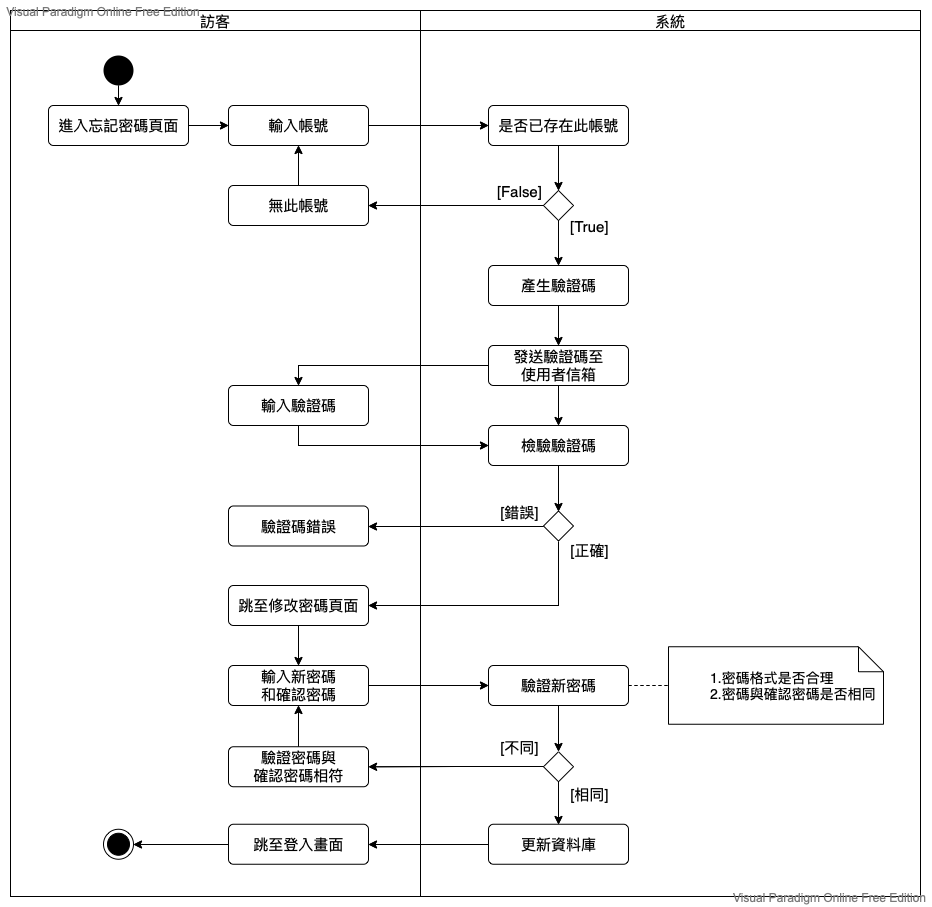 Visual Paradigm Online Free Edition
訪客
系統
進入忘記密碼頁面
輸入帳號
是否已存在此帳號
[False]
無此帳號
[True]
產生驗證碼
發送驗證碼至
使用者信箱
輸入驗證碼
檢驗驗證碼
[錯誤]
驗證碼錯誤
[正確]
跳至修改密碼頁面
輸入新密碼
和確認密碼
驗證新密碼
1.密碼格式是否合理
2.密碼與確認密碼是否相同
[不同]
驗證密碼與
確認密碼相符
[相同]
跳至登入畫面
更新資料庫
Visual Paradigm Online Free Edition